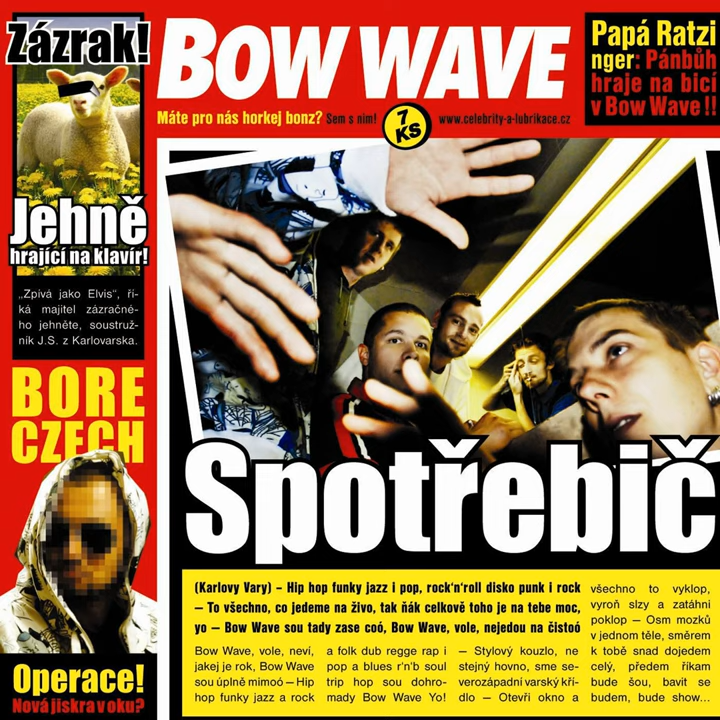 Zázrak!
BOW WAVE
Máte pro nás horkej bonz? Sem s nim!
7
KS
www.celebrity-a-lubrikace.cz
Papá Ratzi
nger: Pánbůh
hraje na bicí
v Bow Wave !!
Jehně
hrající na klavír!
„Zpívá jako Elvis“, ří-
ká majitel zázračné-
ho jehněte, soustruž-
ník J.S. z Karlovarska.
BORE
CZECH
Operace!
Nová jiskra v oku?
Spotřebič
(Karlovy Vary) – Hip hop funky jazz i pop, rock‘n‘roll disko punk i rock
– To všechno, co jedeme na živo, tak ňák celkově toho je na tebe moc,
yo – Bow Wave sou tady zase coó, Bow Wave, vole, nejedou na čistoó
Bow Wave, vole, neví,
jakej je rok, Bow Wave
sou úplně mimoó – Hip
hop funky jazz a rock
a folk dub regge rap i
pop a blues r‘n‘b soul
trip hop sou dohro-
mady Bow Wave Yo!
– Stylový kouzlo, ne
stejný hovno, sme se-
verozápadní varský kří-
dlo – Otevři okno a
všechno to vyklop,
vyroň slzy a zatáhni
poklop – Osm mozků
v jednom těle, směrem
k tobě snad dojedem
celý, předem říkam
bude šou, bavit se
budem, bude show...